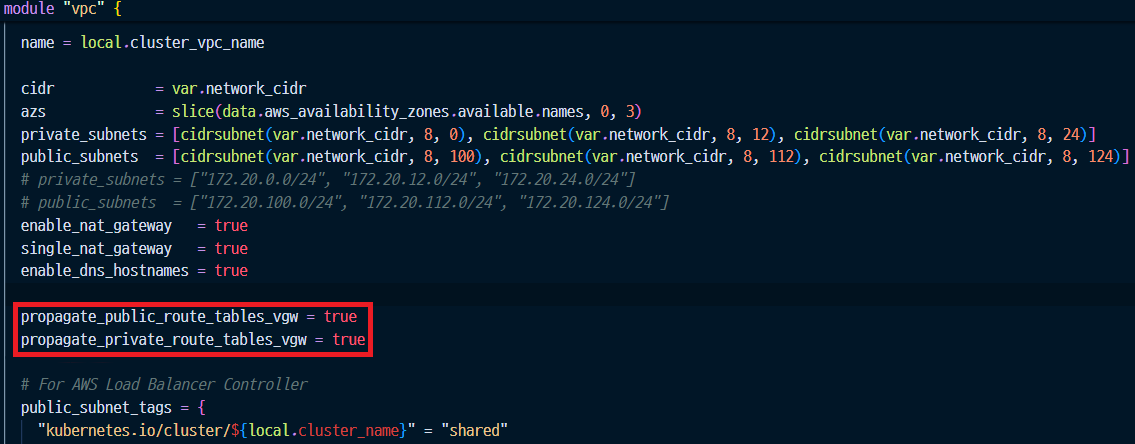 module "vpc" {
name = local.cluster_vpc_name
cidr = var.network_cidr
azs = slice(data.aws_availability_zones.available.names, 0, 3)
private_subnets = [cidrsubnet(var.network_cidr, 8, 0), cidrsubnet(var.network_cidr, 8, 12), cidrsubnet(var.network_cidr, 8, 24)]
public_subnets = [cidrsubnet(var.network_cidr, 8, 100), cidrsubnet(var.network_cidr, 8, 112), cidrsubnet(var.network_cidr, 8, 124)]
# private_subnets = ["172.20.0.0/24", "172.20.12.0/24", "172.20.24.0/24"]
# public_subnets = ["172.20.100.0/24", "172.20.112.0/24", "172.20.124.0/24"]
enable_nat_gateway = true
single_nat_gateway = true
enable_dns_hostnames = true
propagate_public_route_tables_vgw = true
propagate_private_route_tables_vgw = true
# For AWS Load Balancer Controller
public_subnet_tags = {
"kubernetes.io/cluster/${local.cluster_name}" = "shared"